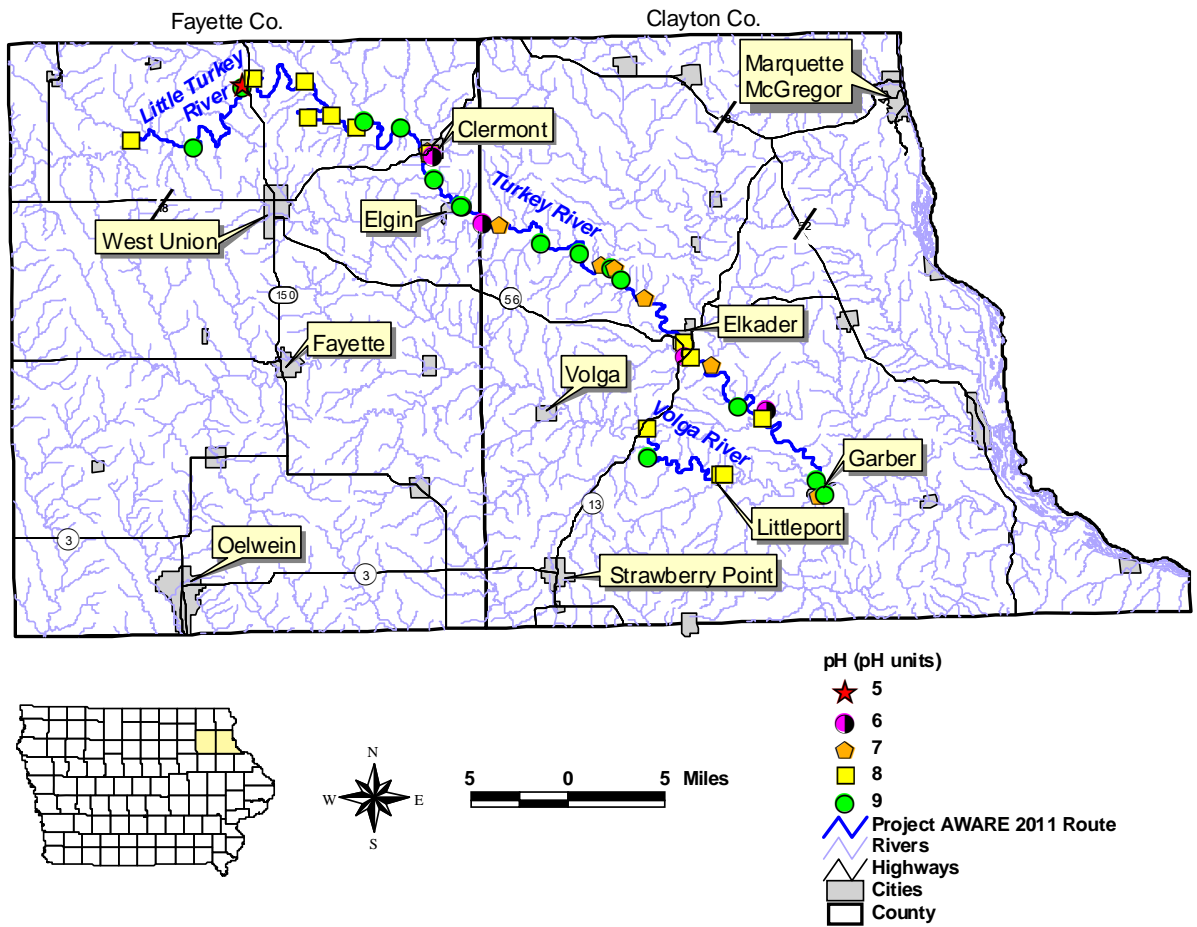 Fayette Co.
Clayton Co.
Little Turkey
River
Marquette
McGregor
Clermont
Turkey River
Elgin
West Union
150
56
Elkader
Fayette
Volga
Volga River
Garber
13
Littleport
3
Oelwein
3
Strawberry Point
pH (pH units)
5
6
7
8
9
Project AWARE 2011 Route
Rivers
Highways
Cities
County
N
W
E
S
5 0 5 Miles